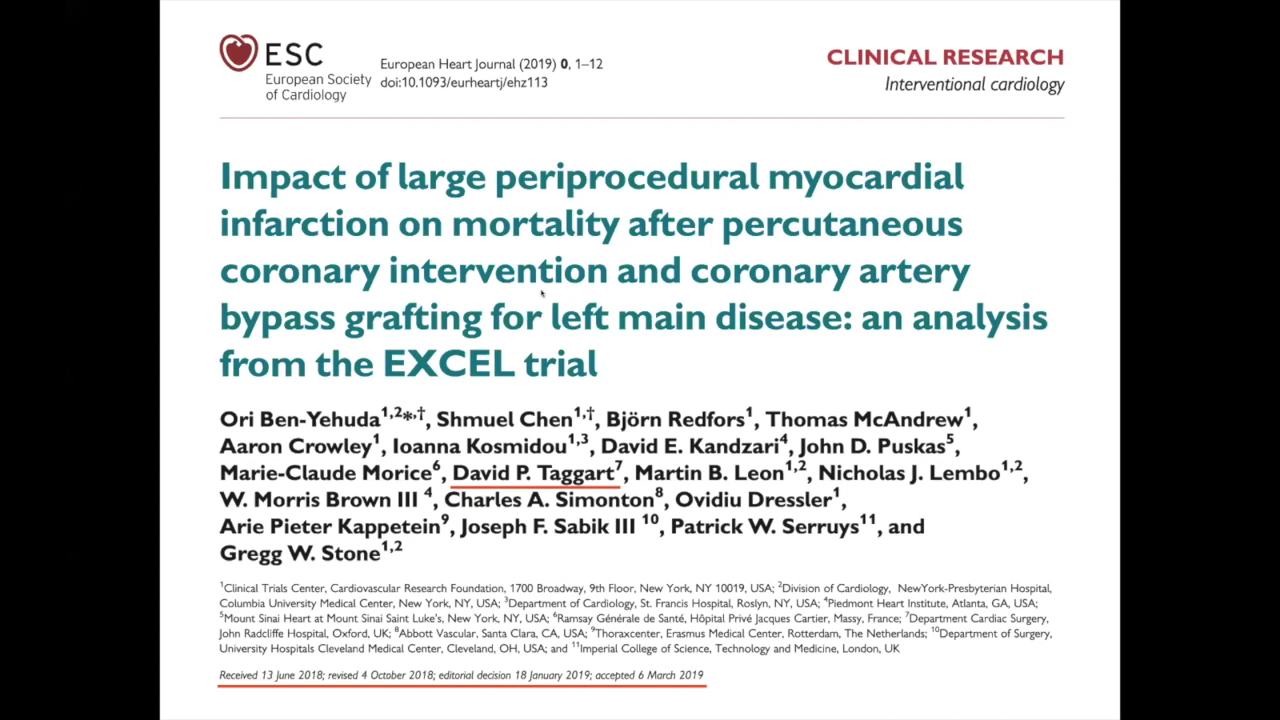 ESC
European Society
of Cardiology
European Heart Journal (2019) 0, 1–12
doi:10.1093/eurheartj/ehz113
CLINICAL RESEARCH
Interventional cardiology
Impact of large periprocedural myocardial
infarction on mortality after percutaneous
coronary intervention and coronary artery
bypass grafting for left main disease: an analysis
from the EXCEL trial
Ori Ben-Yehuda1,2*,†, Shmuel Chen1,†, Björn Redfors1, Thomas McAndrew1,
Aaron Crowley1, Ioanna Kosmidou1,3, David E. Kandzari4, John D. Puskas5,
Marie-Claude Morice6, David P. Taggart7, Martin B. Leon1,2, Nicholas J. Lembo1,2,
W. Morris Brown III 4, Charles A. Simonton8, Ovidiu Dressler1,
Arie Pieter Kappetein9, Joseph F. Sabik III 10, Patrick W. Serruys11, and
Gregg W. Stone1,2
1Clinical Trials Center, Cardiovascular Research Foundation, 1700 Broadway, 9th Floor, New York, NY 10019, USA; 2Division of Cardiology, NewYork-Presbyterian Hospital,
Columbia University Medical Center, New York, NY, USA; 3Department of Cardiology, St. Francis Hospital, Roslyn, NY, USA; 4Piedmont Heart Institute, Atlanta, GA, USA;
5Mount Sinai Heart at Mount Sinai Saint Luke's, New York, NY, USA; 6Ramsay Générale de Santé, Hôpital Privé Jacques Cartier, Massy, France; 7Department Cardiac Surgery,
John Radcliffe Hospital, Oxford, UK; 8Abbott Vascular, Santa Clara, CA, USA; 9Thoraxcenter, Erasmus Medical Center, Rotterdam, The Netherlands; 10Department of Surgery,
University Hospitals Cleveland Medical Center, Cleveland, OH, USA; and 11Imperial College of Science, Technology and Medicine, London, UK
Received 13 June 2018; revised 4 October 2018; editorial decision 18 January 2019; accepted 6 March 2019